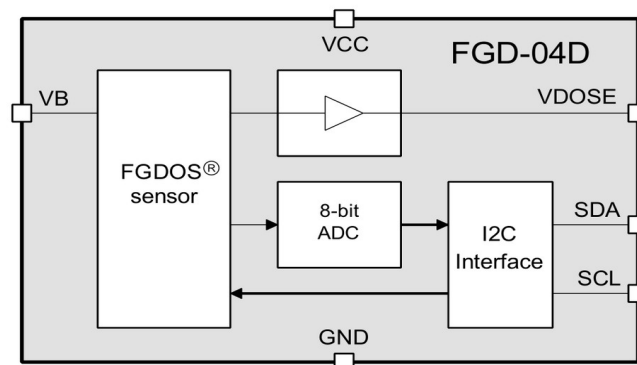 VCC
FGD-04D
VB
VDOSE
FGDOS®
sensor
8-bit
ADC
I2C
Interface
SDA
SCL
GND